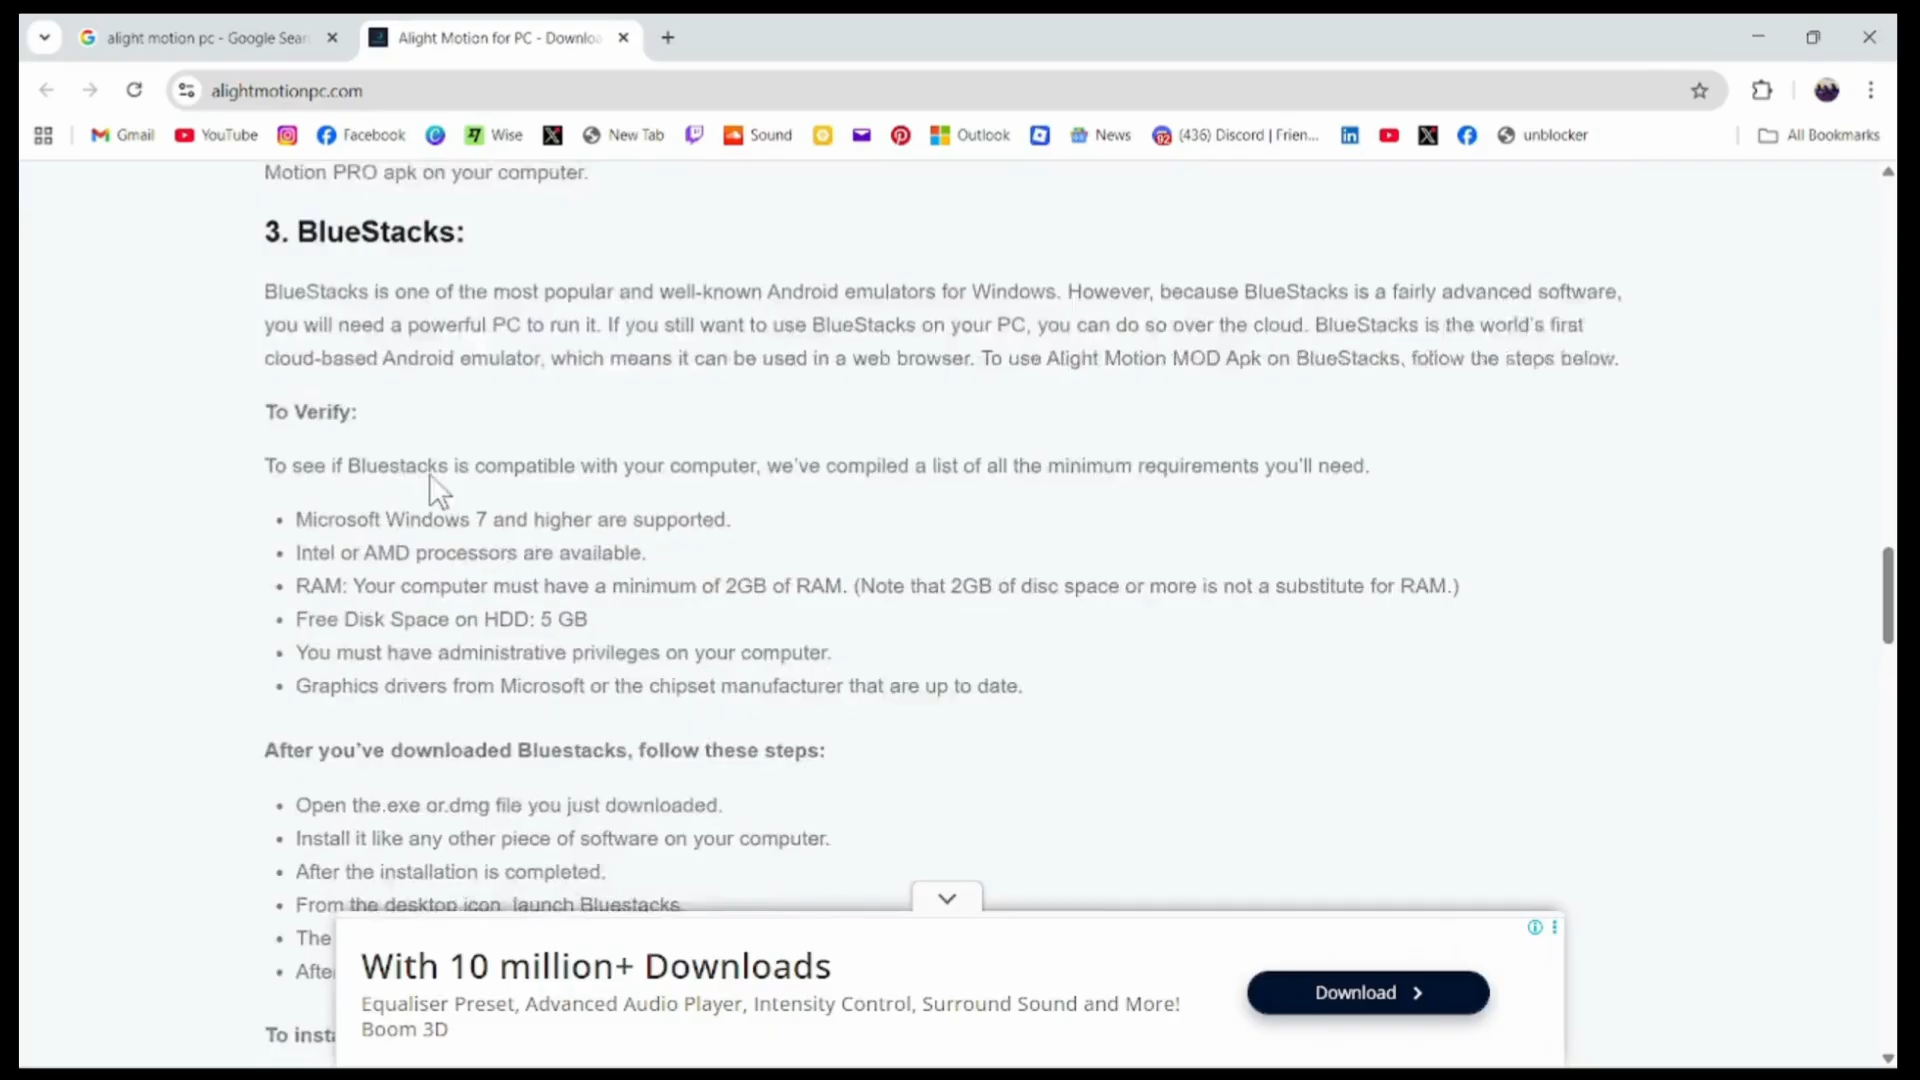 alight motion pc - Google Sear
Alight Motion for PC - Downloa
alightmotionpc.com
Gmail
YouTube
Facebook
Wise
New Tab
Sound
Outlook
News
(436) Discord | Frien...
unblocker
All Bookmarks
Motion PRO apk on your computer.
3. BlueStacks:
BlueStacks is one of the most popular and well-known Android emulators for Windows. However, because BlueStacks is a fairly advanced software,
you will need a powerful PC to run it. If you still want to use BlueStacks on your PC, you can do so over the cloud. BlueStacks is the world's first
cloud-based Android emulator, which means it can be used in a web browser. To use Alight Motion MOD Apk on BlueStacks, follow the steps below.
To Verify:
To see if Bluestacks is compatible with your computer, we've compiled a list of all the minimum requirements you'll need.
• Microsoft Windows 7 and higher are supported.
• Intel or AMD processors are available.
• RAM: Your computer must have a minimum of 2GB of RAM. (Note that 2GB of disc space or more is not a substitute for RAM.)
• Free Disk Space on HDD: 5 GB
• You must have administrative privileges on your computer.
• Graphics drivers from Microsoft or the chipset manufacturer that are up to date.
After you've downloaded Bluestacks, follow these steps:
• Open the.exe or.dmg file you just downloaded.
• Install it like any other piece of software on your computer.
• After the installation is completed.
• From the desktop icon, launch Bluestacks.
• The
• Afte
To insta
With 10 million+ Downloads
Equaliser Preset, Advanced Audio Player, Intensity Control, Surround Sound and More!
Boom 3D
Download